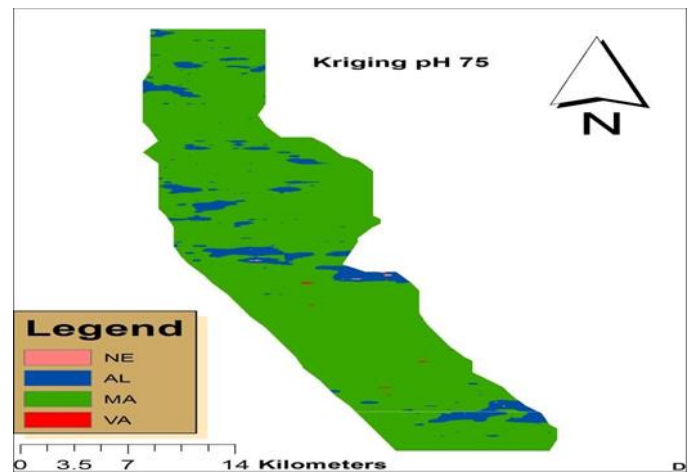 Kriging pH 75
N
Legend
NE
AL
MA
VA
0 3.5 7 14 Kilometers
D